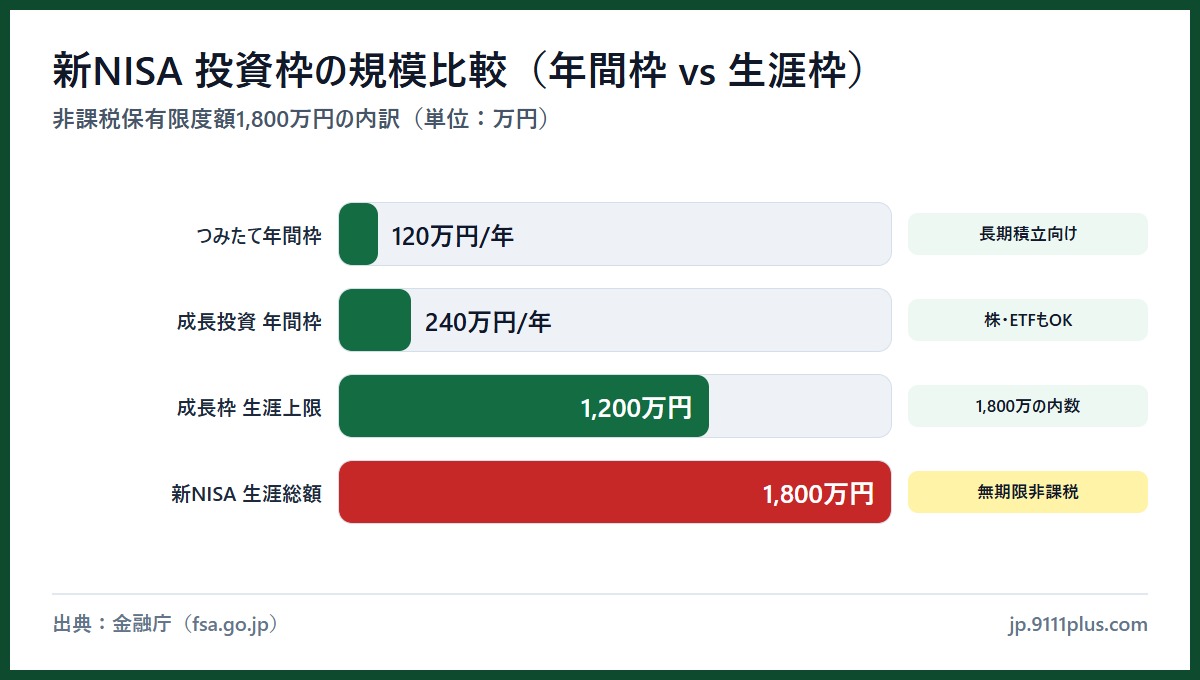 新NISA 投資枠の規模比較（年間枠 vs 生涯枠）
非課税保有限度額1,800万円の内訳（単位：万円）
つみたて年間枠 120万円/年 長期積立向け
成長投資 年間枠 240万円/年 株・ETFもOK
成長枠 生涯上限 1,200万円 1,800万の内数
新NISA 生涯総額 1,800万円 無期限非課税
出典：金融庁（fsa.go.jp） jp.9111plus.com